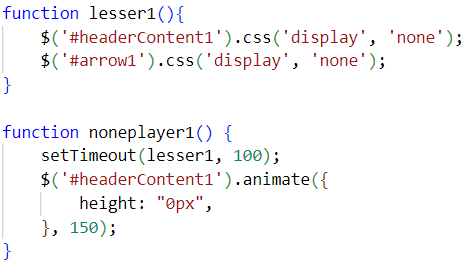 function lesser1(){
    $('#headerContent1').css('display', 'none');
    $('#arrow1').css('display', 'none');
}

function noneplayer1() {
    setTimeout(lesser1, 100);
    $('#headerContent1').animate({
        height: "0px",
    }, 150);
}